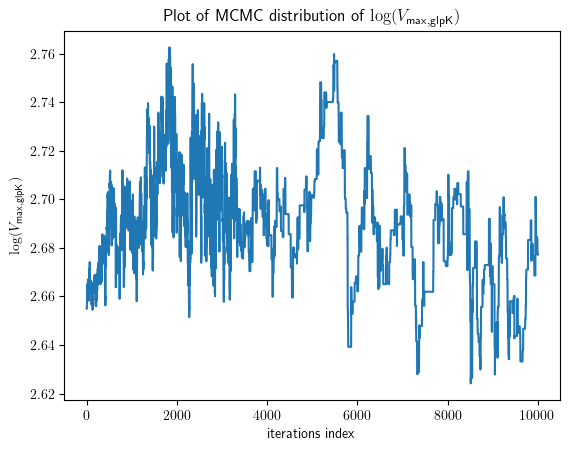 Plot of MCMC distribution of log(V_max,glpK)
log(V_max,glpK)
2.76
2.74
2.72
2.70
2.68
2.66
2.64
2.62
0 2000 4000 6000 8000 10000
iterations index